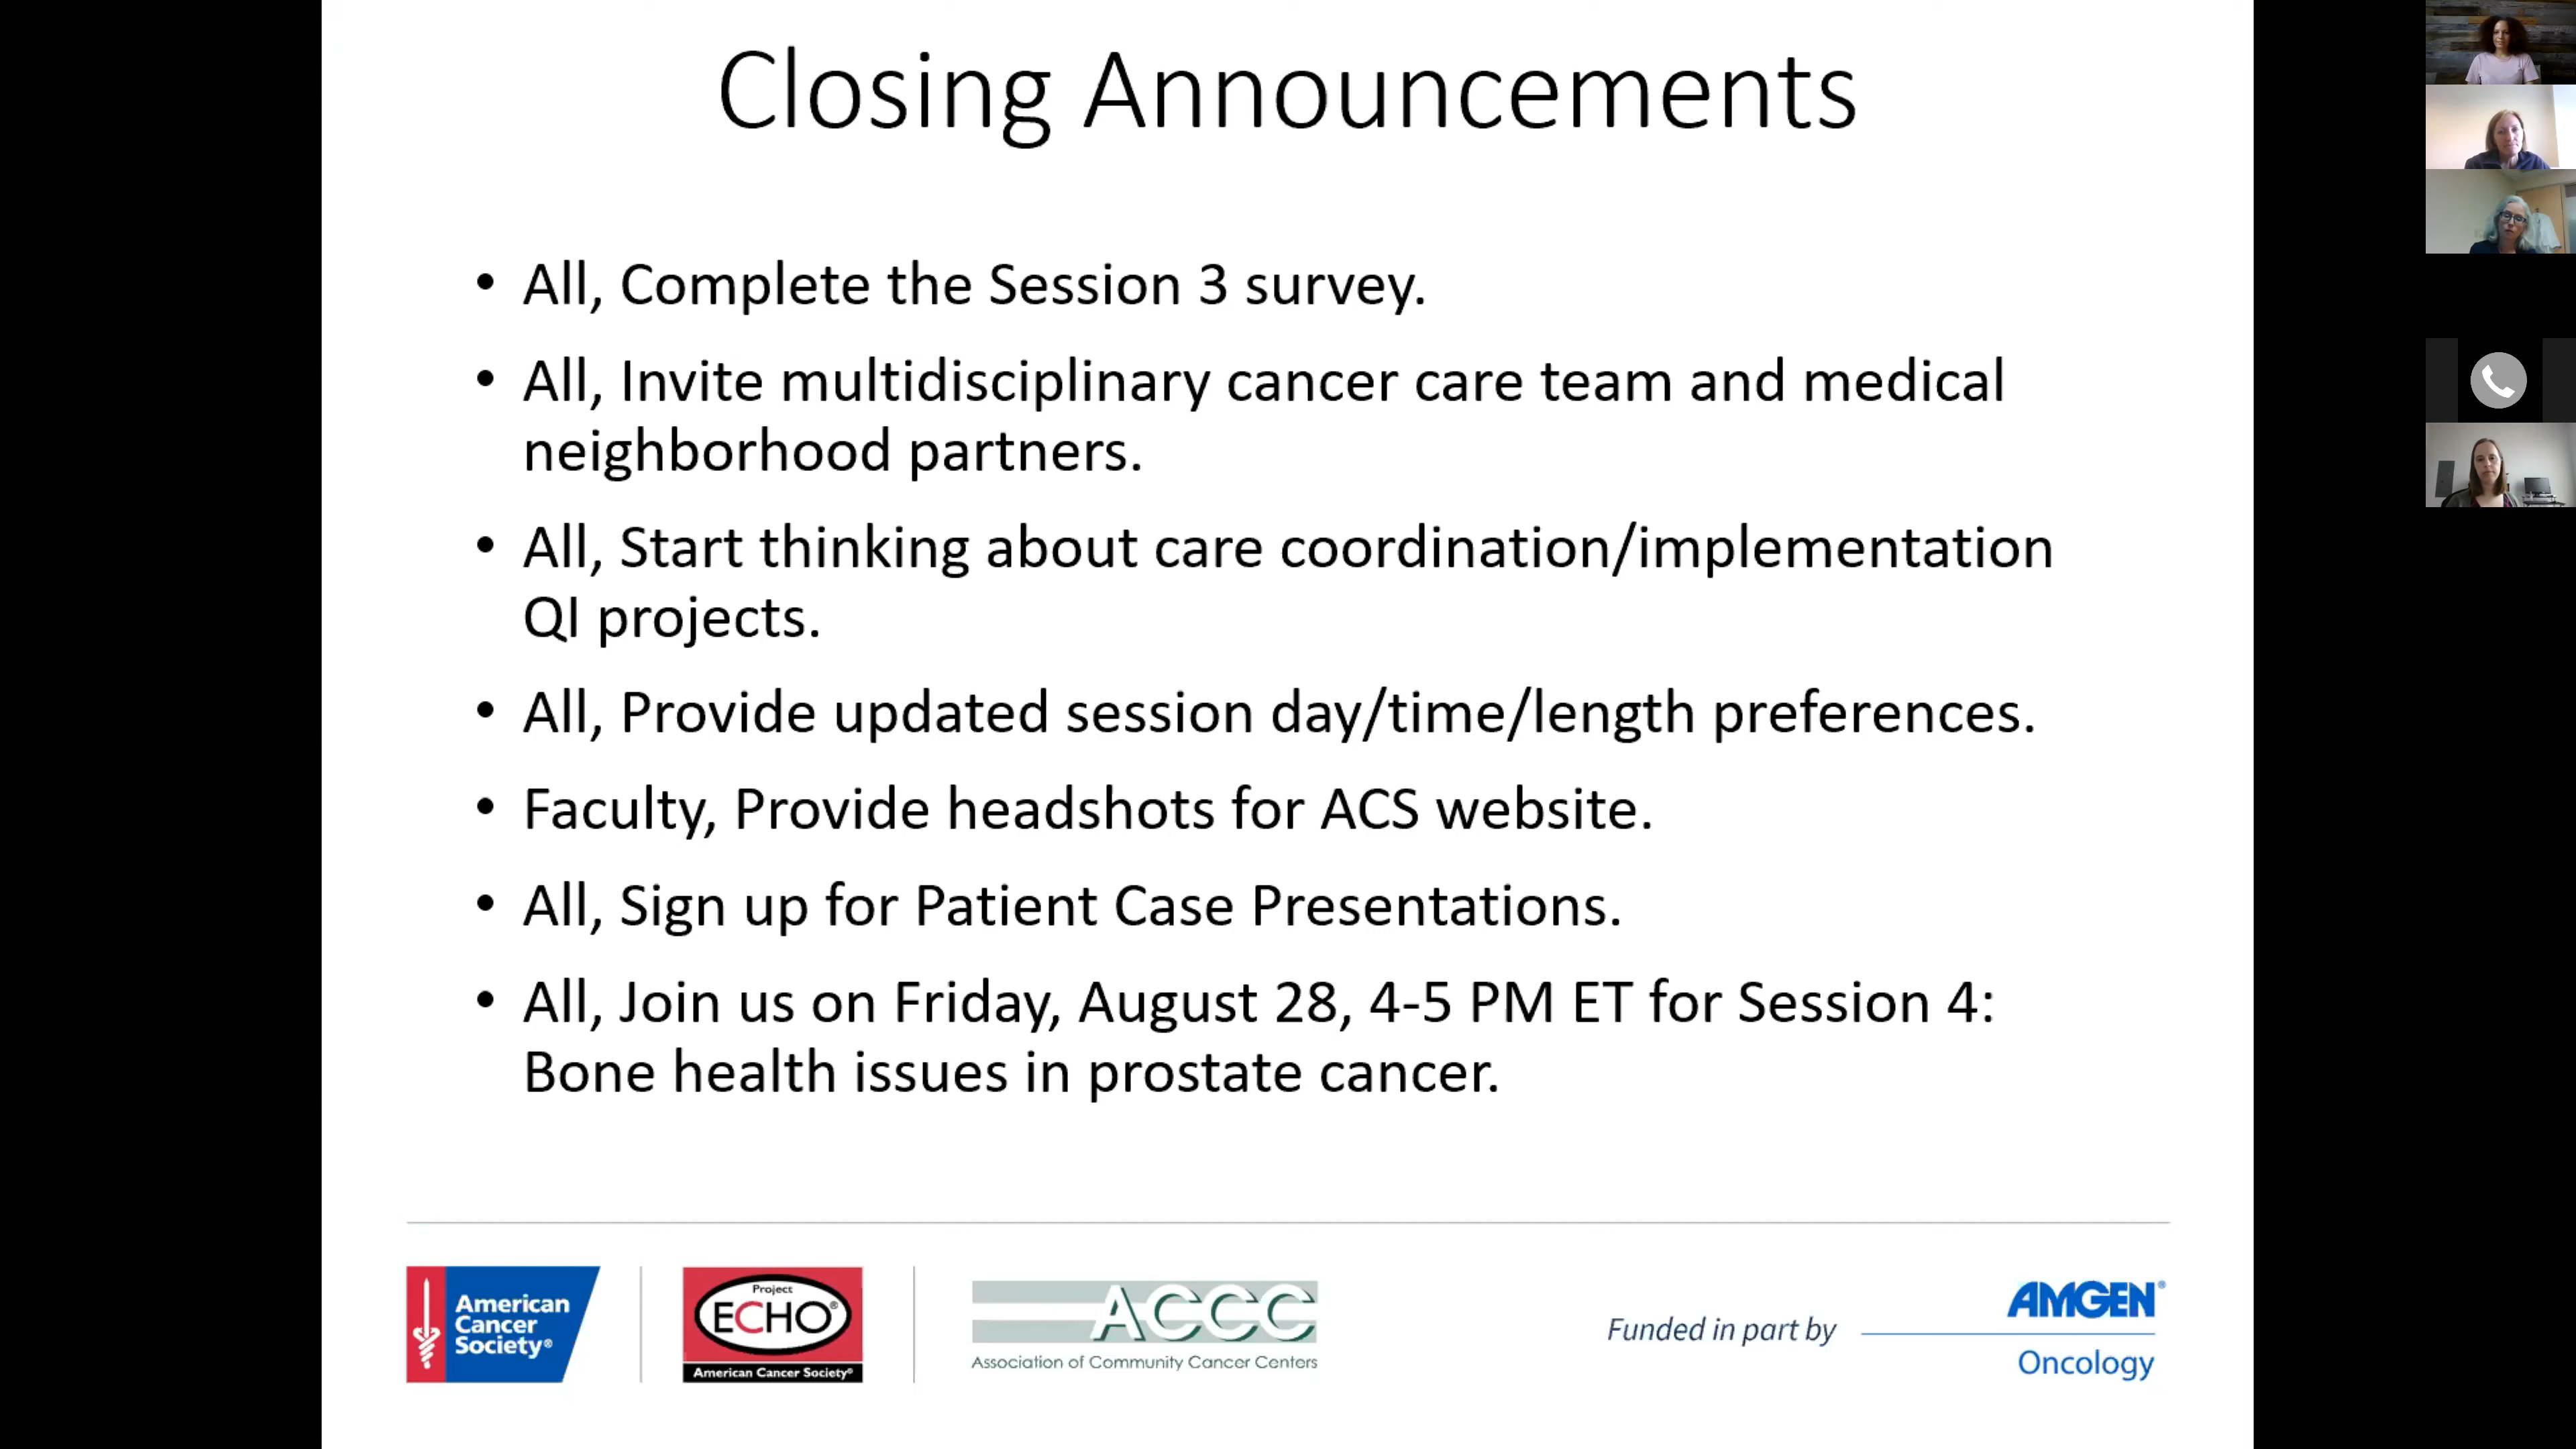 Closing Announcements
• All, Complete the Session 3 survey.
• All, Invite multidisciplinary cancer care team and medical
neighborhood partners.
• All, Start thinking about care coordination/implementation
QI projects.
• All, Provide updated session day/time/length preferences.
• Faculty, Provide headshots for ACS website.
• All, Sign up for Patient Case Presentations.
• All, Join us on Friday, August 28, 4-5 PM ET for Session 4:
Bone health issues in prostate cancer.
American
Cancer
Society®
Project
ECHO®
American Cancer Society®
ACCC
Association of Community Cancer Centers
Funded in part by
AMGEN®
Oncology